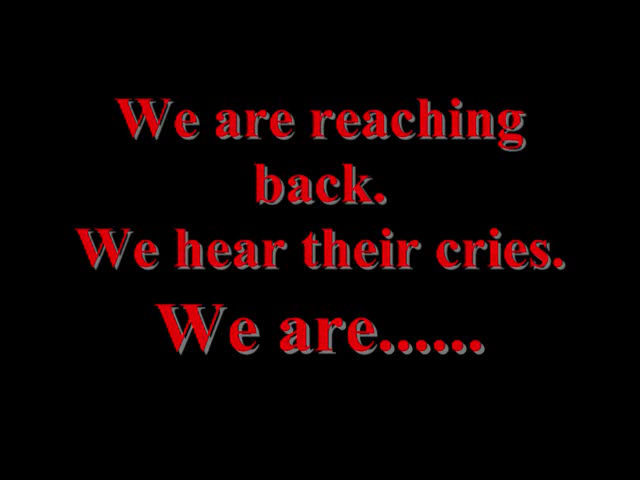 We are reaching
back.
We hear their cries.
We are......